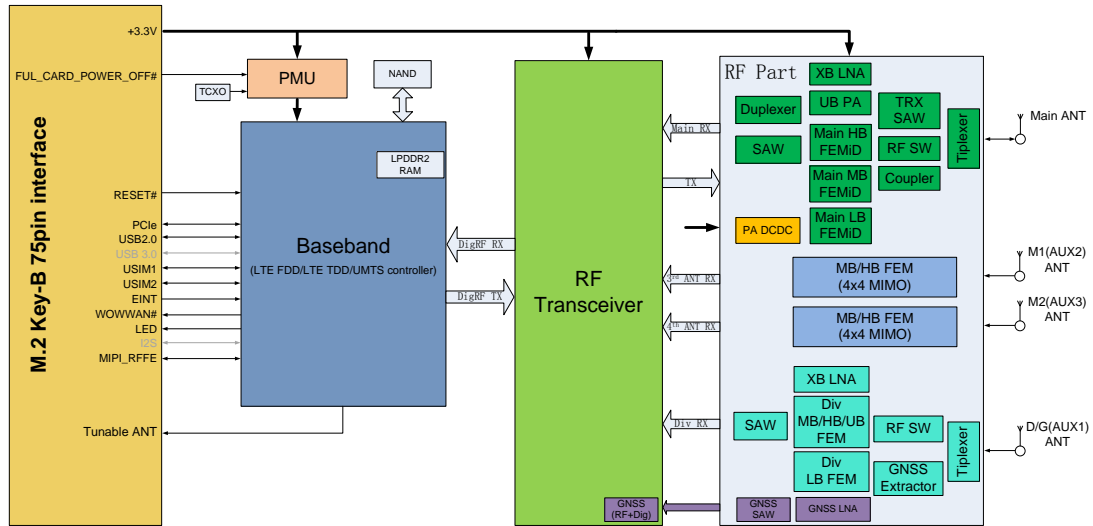 M.2 Key-B 75pin interface
+3.3V
FUL_CARD_POWER_OFF#
RESET#
PCIe
USB2.0
USB 3.0
USIM1
USIM2
EINT
WOWWAN#
LED
I2S
MIPI_RFFE
Tunable ANT
PMU
TCXO
NAND
LPDDR2
RAM
Baseband
(LTE FDD/LTE TDD/UMTS controller)
DigRF RX
DigRF TX
RF
Transceiver
GNSS
(RF+Dig)
Main RX
TX
3rd ANT RX
4th ANT RX
Div RX
RF Part
XB LNA
Duplexer
UB PA
TRX
SAW
SAW
Main HB
FEMiD
RF SW
Main MB
FEMiD
Coupler
Tiplexer
PA DCDC
Main LB
FEMiD
MB/HB FEM
(4x4 MIMO)
MB/HB FEM
(4x4 MIMO)
XB LNA
SAW
Div
MB/HB/UB
FEM
RF SW
Div
LB FEM
GNSS
Extractor
Tiplexer
GNSS
SAW
GNSS LNA
Main ANT
M1(AUX2)
ANT
M2(AUX3)
ANT
D/G(AUX1)
ANT